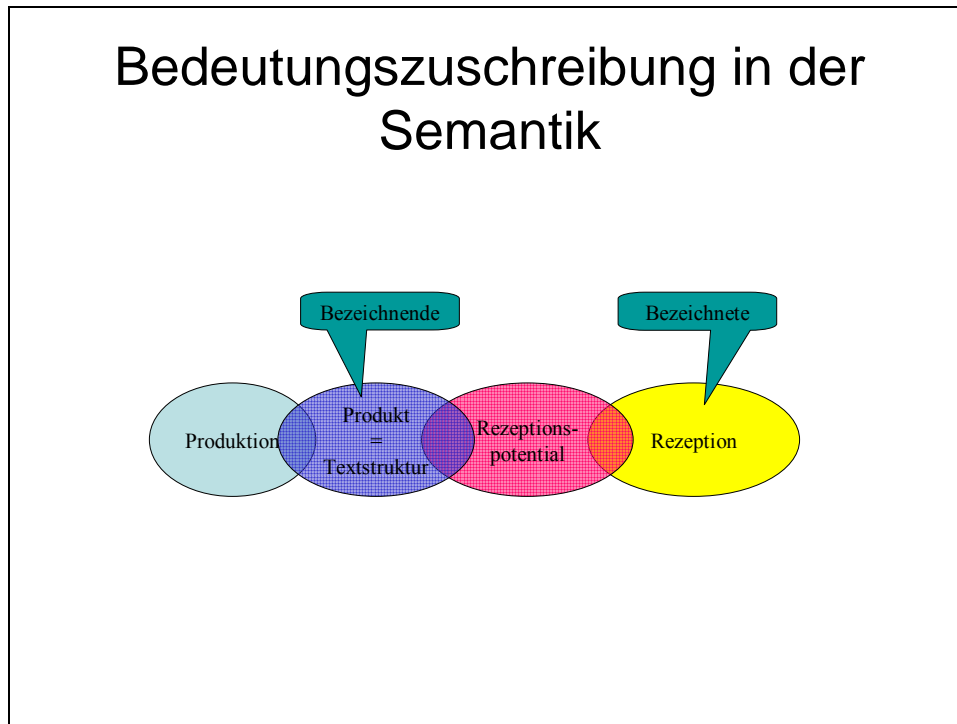 Bedeutungszuschreibung in der
Semantik
Bezeichnende
Bezeichnete
Produktion
Produkt
=
Textstruktur
Rezeptions-
potential
Rezeption